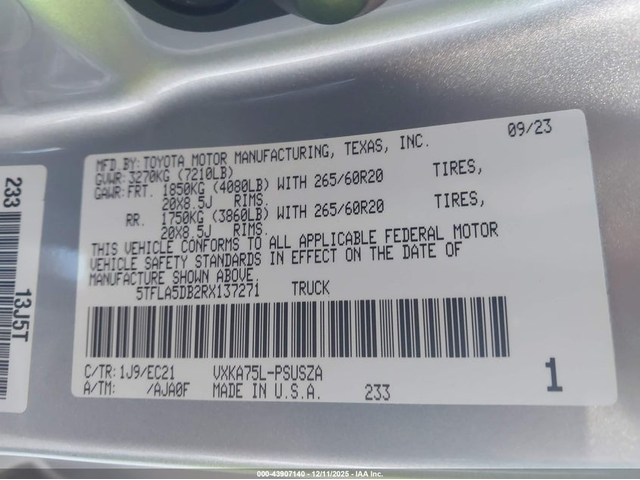 MFD BY: TOYOTA MOTOR MANUFACTURING, TEXAS, INC. 09/23
GVWR: 3270KG (7210LB)
GAWR: FRT. 1850KG (4080LB) WITH 265/60R20 TIRES,
20X8.5J RIMS.
RR. 1750KG (3860LB) WITH 265/60R20 TIRES,
20X8.5J RIMS.
THIS VEHICLE CONFORMS TO ALL APPLICABLE FEDERAL MOTOR
VEHICLE SAFETY STANDARDS IN EFFECT ON THE DATE OF
MANUFACTURE SHOWN ABOVE.
5TFLA5DB2RX137271 TRUCK
C/TR: 1J9/EC21 VXKA75L-PSUSZA
A/TM: /AJA0F MADE IN U.S.A. 233 1
233
13J5T
000-43907140 - 12/11/2025 - IAA Inc.